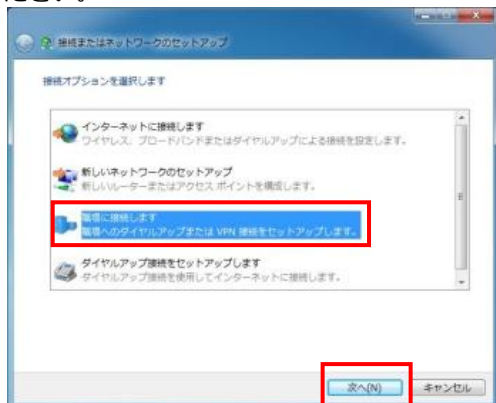 ださい。
接続またはネットワークのセットアップ
接続オプションを選択します
インターネットに接続します
ワイヤレス、ブロードバンドまたはダイヤルアップによる接続を設定します。
新しいネットワークのセットアップ
新しいルーターまたはアクセス ポイントを構成します。
職場に接続します
職場へのダイヤルアップまたは VPN 接続をセットアップします。
ダイヤルアップ接続をセットアップします
ダイヤルアップ接続を使用してインターネットに接続します。
次へ(N)
キャンセル